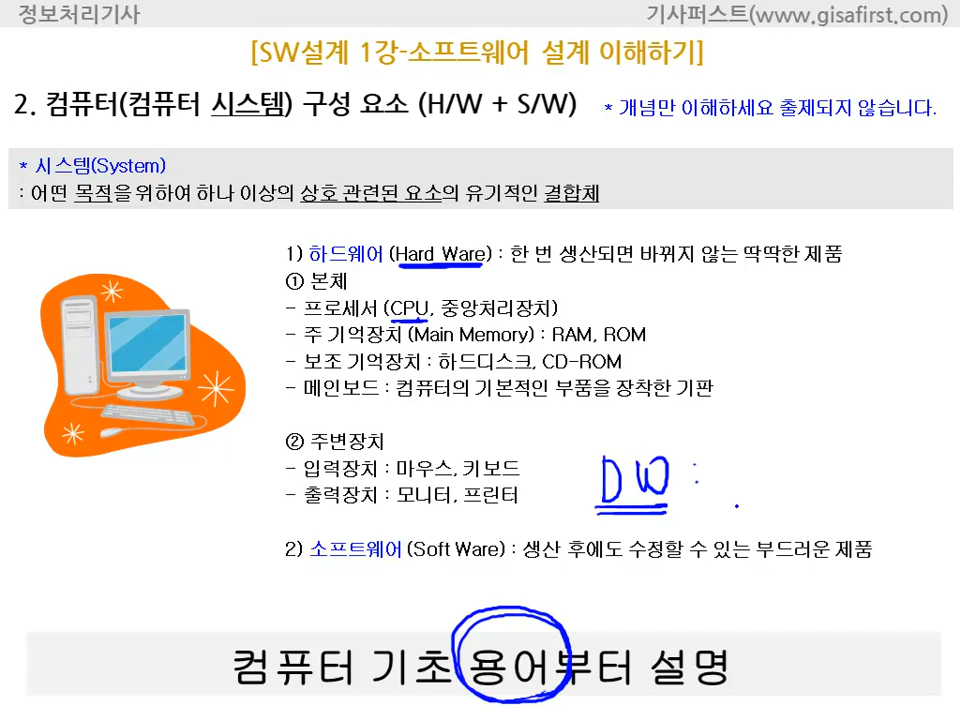 정보처리기사
기사퍼스트(www.gisafirst.com)
[SW설계 1강-소프트웨어 설계 이해하기]
2. 컴퓨터(컴퓨터 시스템) 구성 요소 (H/W + S/W)
* 개념만 이해하세요 출제되지 않습니다.
* 시스템(System)
: 어떤 목적을 위하여 하나 이상의 상호 관련된 요소의 유기적인 결합체
1) 하드웨어 (Hard Ware) : 한 번 생산되면 바뀌지 않는 딱딱한 제품
① 본체
- 프로세서 (CPU, 중앙처리장치)
- 주 기억장치 (Main Memory) : RAM, ROM
- 보조 기억장치 : 하드디스크, CD-ROM
- 메인보드 : 컴퓨터의 기본적인 부품을 장착한 기판
② 주변장치
- 입력장치 : 마우스, 키보드
- 출력장치 : 모니터, 프린터
DW :
2) 소프트웨어 (Soft Ware) : 생산 후에도 수정할 수 있는 부드러운 제품
컴퓨터 기초 용어부터 설명